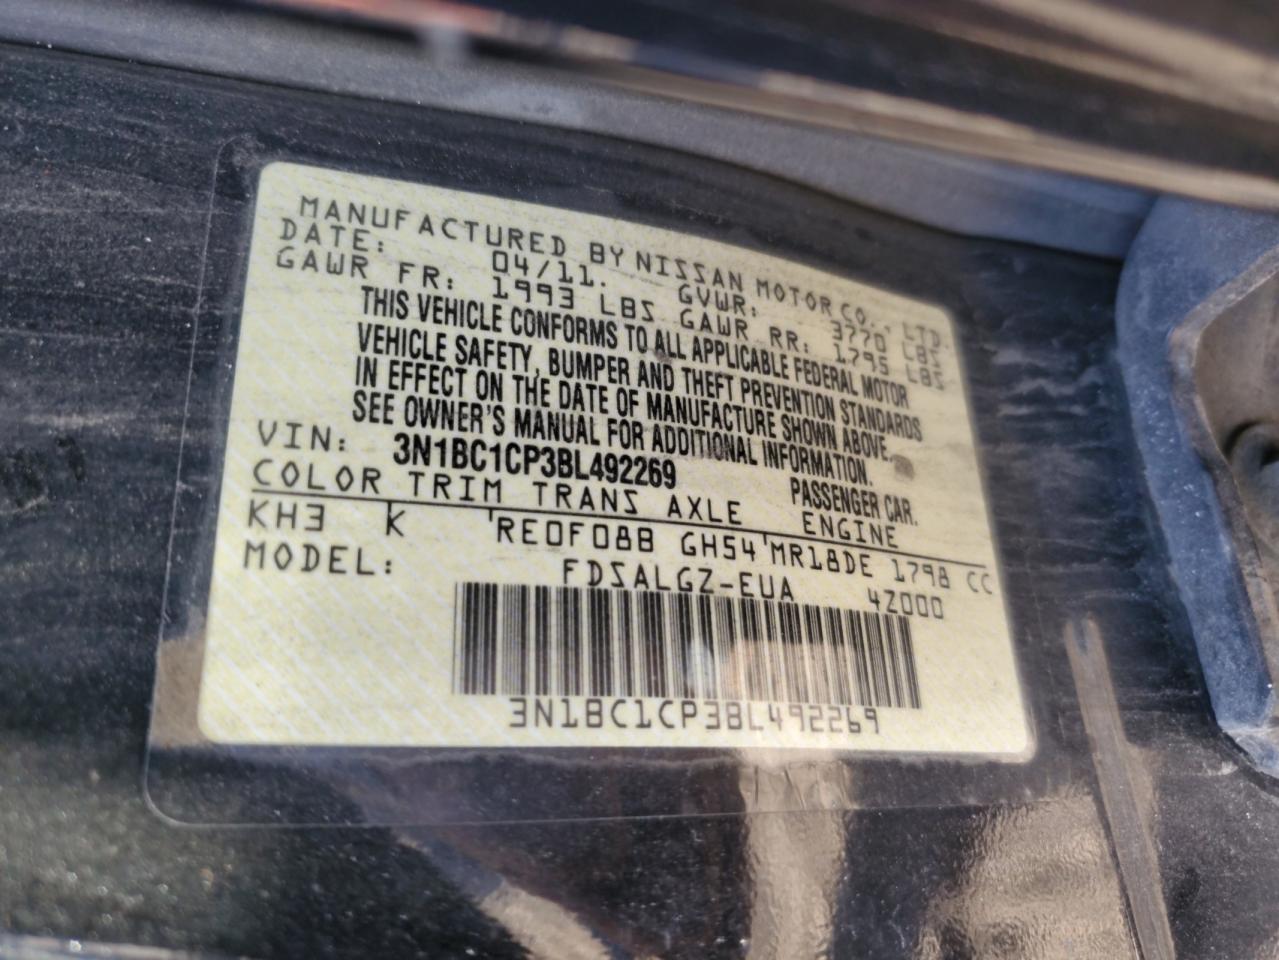 MANUFACTURED BY NISSAN MOTOR CO., LTD.
DATE: 04/11. GVWR: 3770 LBS
GAWR FR: 1993 LBS GAWR RR: 1795 LBS
THIS VEHICLE CONFORMS TO ALL APPLICABLE FEDERAL MOTOR
VEHICLE SAFETY, BUMPER AND THEFT PREVENTION STANDARDS
IN EFFECT ON THE DATE OF MANUFACTURE SHOWN ABOVE.
SEE OWNER'S MANUAL FOR ADDITIONAL INFORMATION.
VIN: 3N1BC1CP3BL492269 PASSENGER CAR.
COLOR TRIM TRANS AXLE ENGINE
KH3 K RE0F08B GH54 MR18DE 1798 CC
MODEL: FDSALGZ-EUA 4Z000
3N1BC1CP3BL492269